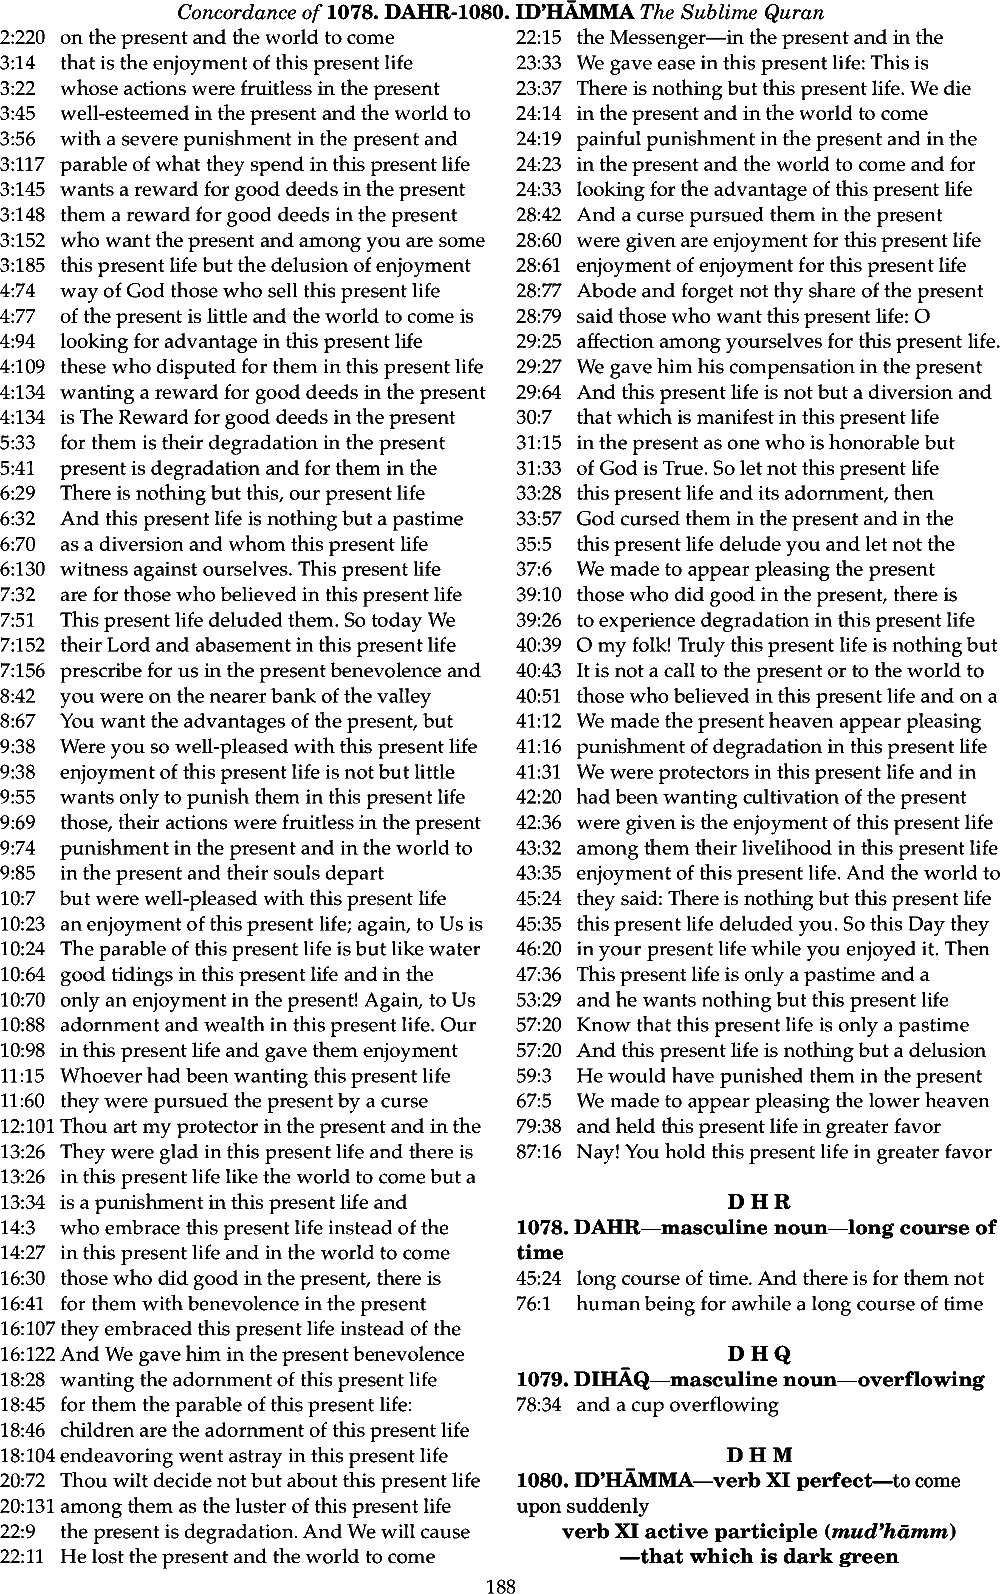 Concordance of 1078. DAHR-1080. ID’HĀMMA The Sublime Quran
2:220 on the present and the world to come
3:14 that is the enjoyment of this present life
3:22 whose actions were fruitless in the present
3:45 well-esteemed in the present and the world to
3:56 with a severe punishment in the present and
3:117 parable of what they spend in this present life
3:145 wants a reward for good deeds in the present
3:148 them a reward for good deeds in the present
3:152 who want the present and among you are some
3:185 this present life but the delusion of enjoyment
4:74 way of God those who sell this present life
4:77 of the present is little and the world to come is
4:94 looking for advantage in this present life
4:109 these who disputed for them in this present life
4:134 wanting a reward for good deeds in the present
4:134 is The Reward for good deeds in the present
5:33 for them is their degradation in the present
5:41 present is degradation and for them in the
6:29 There is nothing but this, our present life
6:32 And this present life is nothing but a pastime
6:70 as a diversion and whom this present life
6:130 witness against ourselves. This present life
7:32 are for those who believed in this present life
7:51 This present life deluded them. So today We
7:152 their Lord and abasement in this present life
7:156 prescribe for us in the present benevolence and
8:42 you were on the nearer bank of the valley
8:67 You want the advantages of the present, but
9:38 Were you so well-pleased with this present life
9:38 enjoyment of this present life is not but little
9:55 wants only to punish them in this present life
9:69 those, their actions were fruitless in the present
9:74 punishment in the present and in the world to
9:85 in the present and their souls depart
10:7 but were well-pleased with this present life
10:23 an enjoyment of this present life; again, to Us is
10:24 The parable of this present life is but like water
10:64 good tidings in this present life and in the
10:70 only an enjoyment in the present! Again, to Us
10:88 adornment and wealth in this present life. Our
10:98 in this present life and gave them enjoyment
11:15 Whoever had been wanting this present life
11:60 they were pursued the present by a curse
12:101 Thou art my protector in the present and in the
13:26 They were glad in this present life and there is
13:26 in this present life like the world to come but a
13:34 is a punishment in this present life and
14:3 who embrace this present life instead of the
14:27 in this present life and in the world to come
16:30 those who did good in the present, there is
16:41 for them with benevolence in the present
16:107 they embraced this present life instead of the
16:122 And We gave him in the present benevolence
18:28 wanting the adornment of this present life
18:45 for them the parable of this present life:
18:46 children are the adornment of this present life
18:104 endeavoring went astray in this present life
20:72 Thou wilt decide not but about this present life
20:131 among them as the luster of this present life
22:9 the present is degradation. And We will cause
22:11 He lost the present and the world to come
22:15 the Messenger—in the present and in the
23:33 We gave ease in this present life: This is
23:37 There is nothing but this present life. We die
24:14 in the present and in the world to come
24:19 painful punishment in the present and in the
24:23 in the present and the world to come and for
24:33 looking for the advantage of this present life
28:42 And a curse pursued them in the present
28:60 were given are enjoyment for this present life
28:61 enjoyment of enjoyment for this present life
28:77 Abode and forget not thy share of the present
28:79 said those who want this present life: O
29:25 affection among yourselves for this present life.
29:27 We gave him his compensation in the present
29:64 And this present life is not but a diversion and
30:7 that which is manifest in this present life
31:15 in the present as one who is honorable but
31:33 of God is True. So let not this present life
33:28 this present life and its adornment, then
33:57 God cursed them in the present and in the
35:5 this present life delude you and let not the
37:6 We made to appear pleasing the present
39:10 those who did good in the present, there is
39:26 to experience degradation in this present life
40:39 O my folk! Truly this present life is nothing but
40:43 It is not a call to the present or to the world to
40:51 those who believed in this present life and on a
41:12 We made the present heaven appear pleasing
41:16 punishment of degradation in this present life
41:31 We were protectors in this present life and in
42:20 had been wanting cultivation of the present
42:36 were given is the enjoyment of this present life
43:32 among them their livelihood in this present life
43:35 enjoyment of this present life. And the world to
45:24 they said: There is nothing but this present life
45:35 this present life deluded you. So this Day they
46:20 in your present life while you enjoyed it. Then
47:36 This present life is only a pastime and a
53:29 and he wants nothing but this present life
57:20 Know that this present life is only a pastime
57:20 And this present life is nothing but a delusion
59:3 He would have punished them in the present
67:5 We made to appear pleasing the lower heaven
79:38 and held this present life in greater favor
87:16 Nay! You hold this present life in greater favor
D H R
1078. DAHR—masculine noun—long course of
time
45:24 long course of time. And there is for them not
76:1 human being for awhile a long course of time
D H Q
1079. DIHĀQ—masculine noun—overflowing
78:34 and a cup overflowing
D H M
1080. ID’HĀMMA—verb XI perfect—to come
upon suddenly
verb XI active participle (mud’hāmm)
—that which is dark green
188